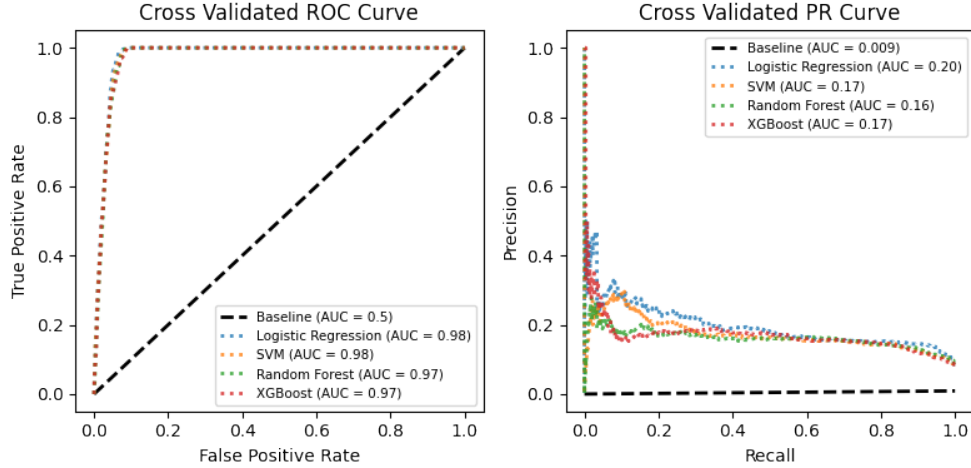 Cross Validated ROC Curve
True Positive Rate
1.0
0.8
0.6
0.4
0.2
0.0
Baseline (AUC = 0.5)
Logistic Regression (AUC = 0.98)
SVM (AUC = 0.98)
Random Forest (AUC = 0.97)
XGBoost (AUC = 0.97)
0.0 0.2 0.4 0.6 0.8 1.0
False Positive Rate
Cross Validated PR Curve
Precision
1.0
0.8
0.6
0.4
0.2
0.0
Baseline (AUC = 0.009)
Logistic Regression (AUC = 0.20)
SVM (AUC = 0.17)
Random Forest (AUC = 0.16)
XGBoost (AUC = 0.17)
0.0 0.2 0.4 0.6 0.8 1.0
Recall